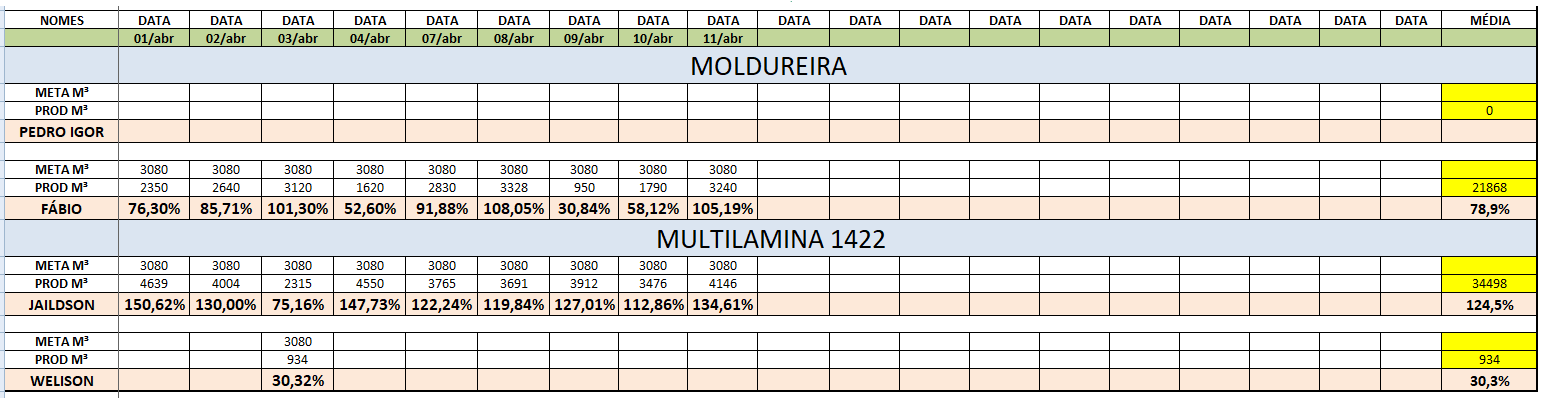 NOMES DATA DATA DATA DATA DATA DATA DATA DATA DATA DATA DATA DATA DATA DATA DATA DATA DATA DATA DATA MÉDIA
01/abr 02/abr 03/abr 04/abr 07/abr 08/abr 09/abr 10/abr 11/abr
MOLDUREIRA
META M³
PROD M³ 0
PEDRO IGOR
META M³ 3080 3080 3080 3080 3080 3080 3080 3080 3080
PROD M³ 2350 2640 3120 1620 2830 3328 950 1790 3240 21868
FÁBIO 76,30% 85,71% 101,30% 52,60% 91,88% 108,05% 30,84% 58,12% 105,19% 78,9%
MULTILAMINA 1422
META M³ 3080 3080 3080 3080 3080 3080 3080 3080 3080
PROD M³ 4639 4004 2315 4550 3765 3691 3912 3476 4146 34498
JAILDSON 150,62% 130,00% 75,16% 147,73% 122,24% 119,84% 127,01% 112,86% 134,61% 124,5%
META M³ 3080
PROD M³ 934 934
WELISON 30,32% 30,3%